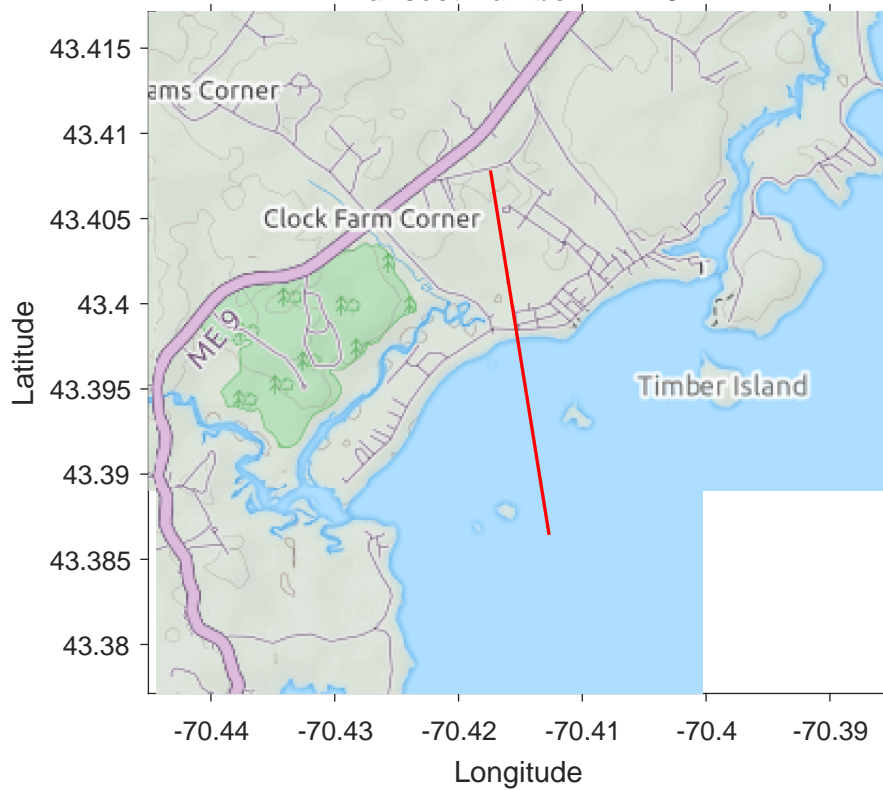 43.415
ams Corner
43.41
43.405
Clock Farm Corner
43.4
ME 9
Latitude
43.395
Timber Island
43.39
43.385
43.38
-70.44 -70.43 -70.42 -70.41 -70.4 -70.39
Longitude